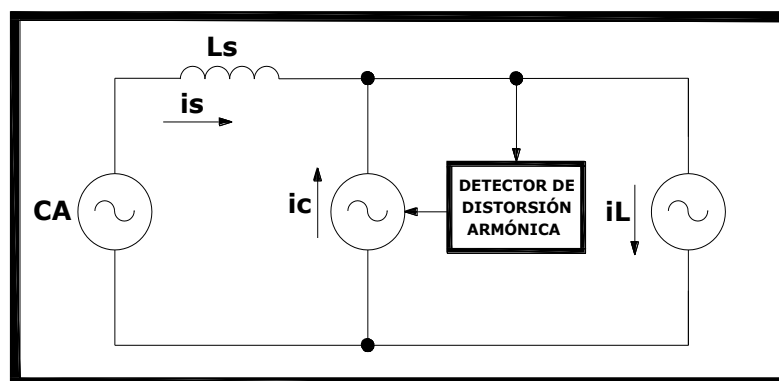 Ls
is
CA
ic
DETECTOR DE
DISTORSIÓN
ARMÓNICA
iL